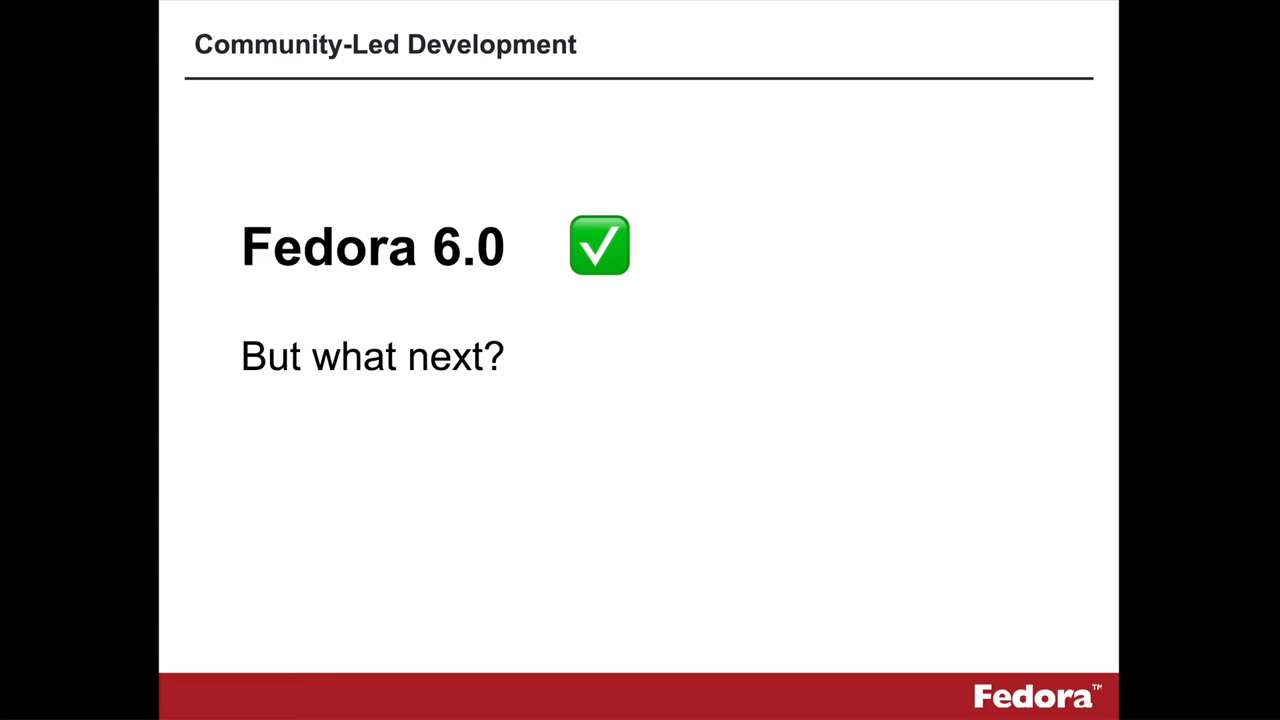 Community-Led Development
Fedora 6.0 ✅
But what next?
Fedora™